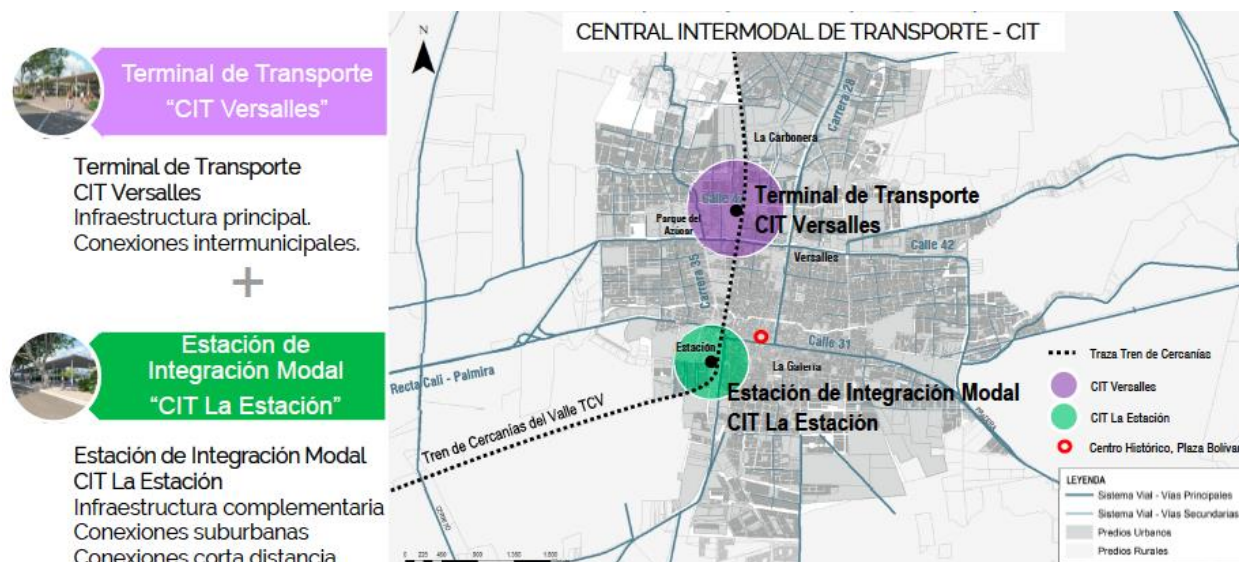 Terminal de Transporte
“CIT Versalles”
Terminal de Transporte
CIT Versalles
Infraestructura principal.
Conexiones intermunicipales.
+
Estación de
Integración Modal
“CIT La Estación”
Estación de Integración Modal
CIT La Estación
Infraestructura complementaria
Conexiones suburbanas
Conexiones corta distancia
CENTRAL INTERMODAL DE TRANSPORTE - CIT
N
Carrera 28
La Carbonera
Terminal de Transporte
CIT Versalles
Parque del
Azúcar
Calle 42
Versalles
Carrera 35
Calle 31
Estación
La Galería
Recta Cali - Palmira
Estación de Integración Modal
CIT La Estación
Tren de Cercanías del Valle TCV
Traza Tren de Cercanías
CIT Versalles
CIT La Estación
Centro Histórico, Plaza Bolívar
LEYENDA
Sistema Vial - Vías Principales
Sistema Vial - Vías Secundarias
Predios Urbanos
Predios Rurales